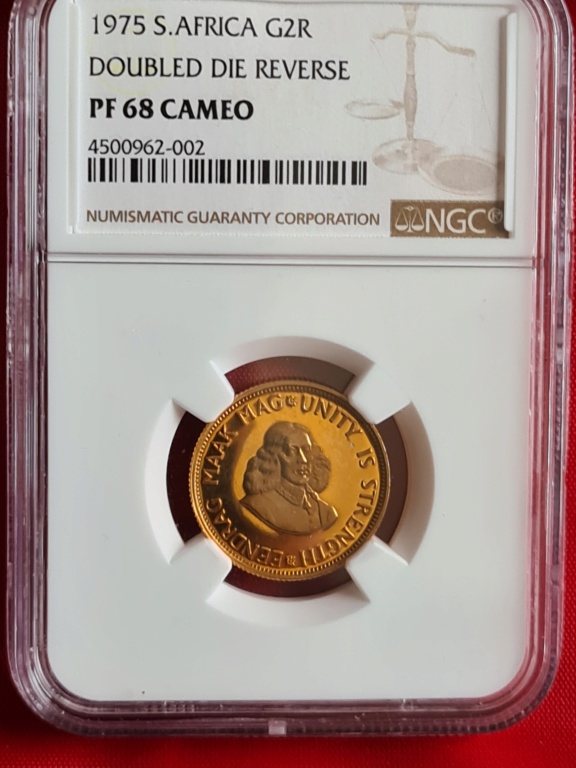 1975 S.AFRICA G2R
DOUBLED DIE REVERSE
PF 68 CAMEO
4500962-002
NUMISMATIC GUARANTY CORPORATION
NGC
EENDRAG MAAK MAG UNITY IS STRENGTH